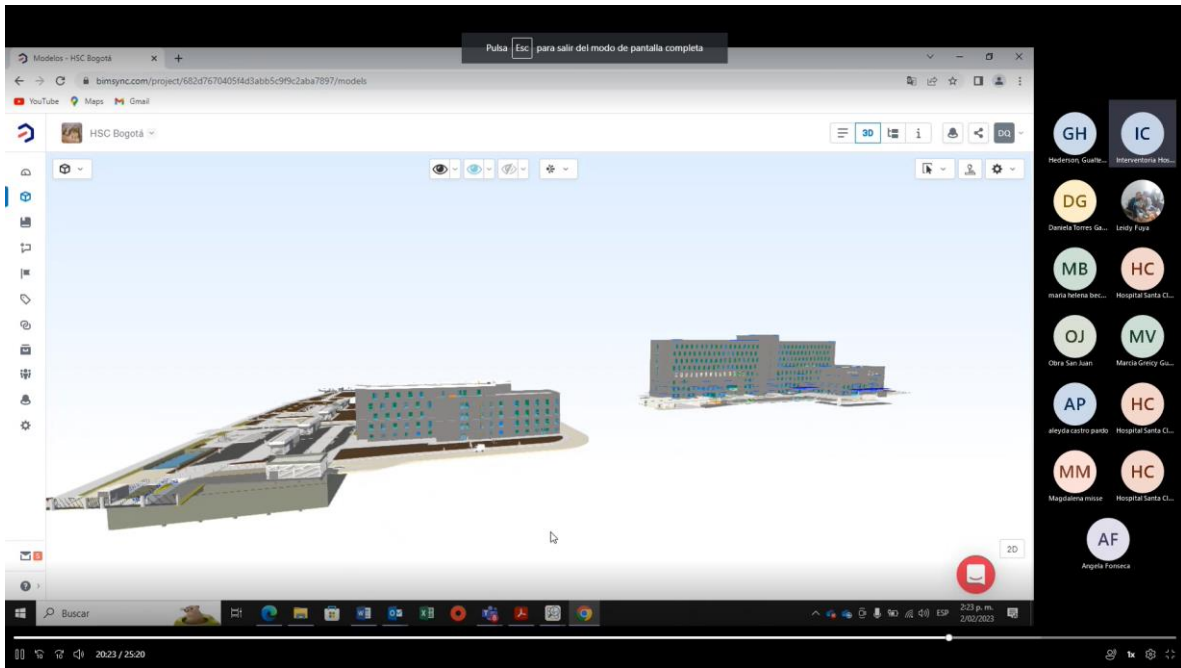 Pulsa Esc para salir del modo de pantalla completa
Modelos - HSC Bogotá
bimsync.com/project/682d7670405f4d3abb5c9f9c2aba7897/models
YouTube Maps Gmail
HSC Bogotá
3D
DQ
2D
Buscar
ESP
2:23 p. m.
2/02/2023
20:23 / 25:20
1x
GH IC
Hederson, Gualte... Interventoria Hos...
DG
Daniela Torres Ga... Leidy Fuya
MB HC
maria helena bec... Hospital Santa Cl...
OJ MV
Obra San Juan Marcia Greicy Gu...
AP HC
aleyda castro pardo Hospital Santa Cl...
MM HC
Magdalena misse Hospital Santa Cl...
AF
Angela Fonseca